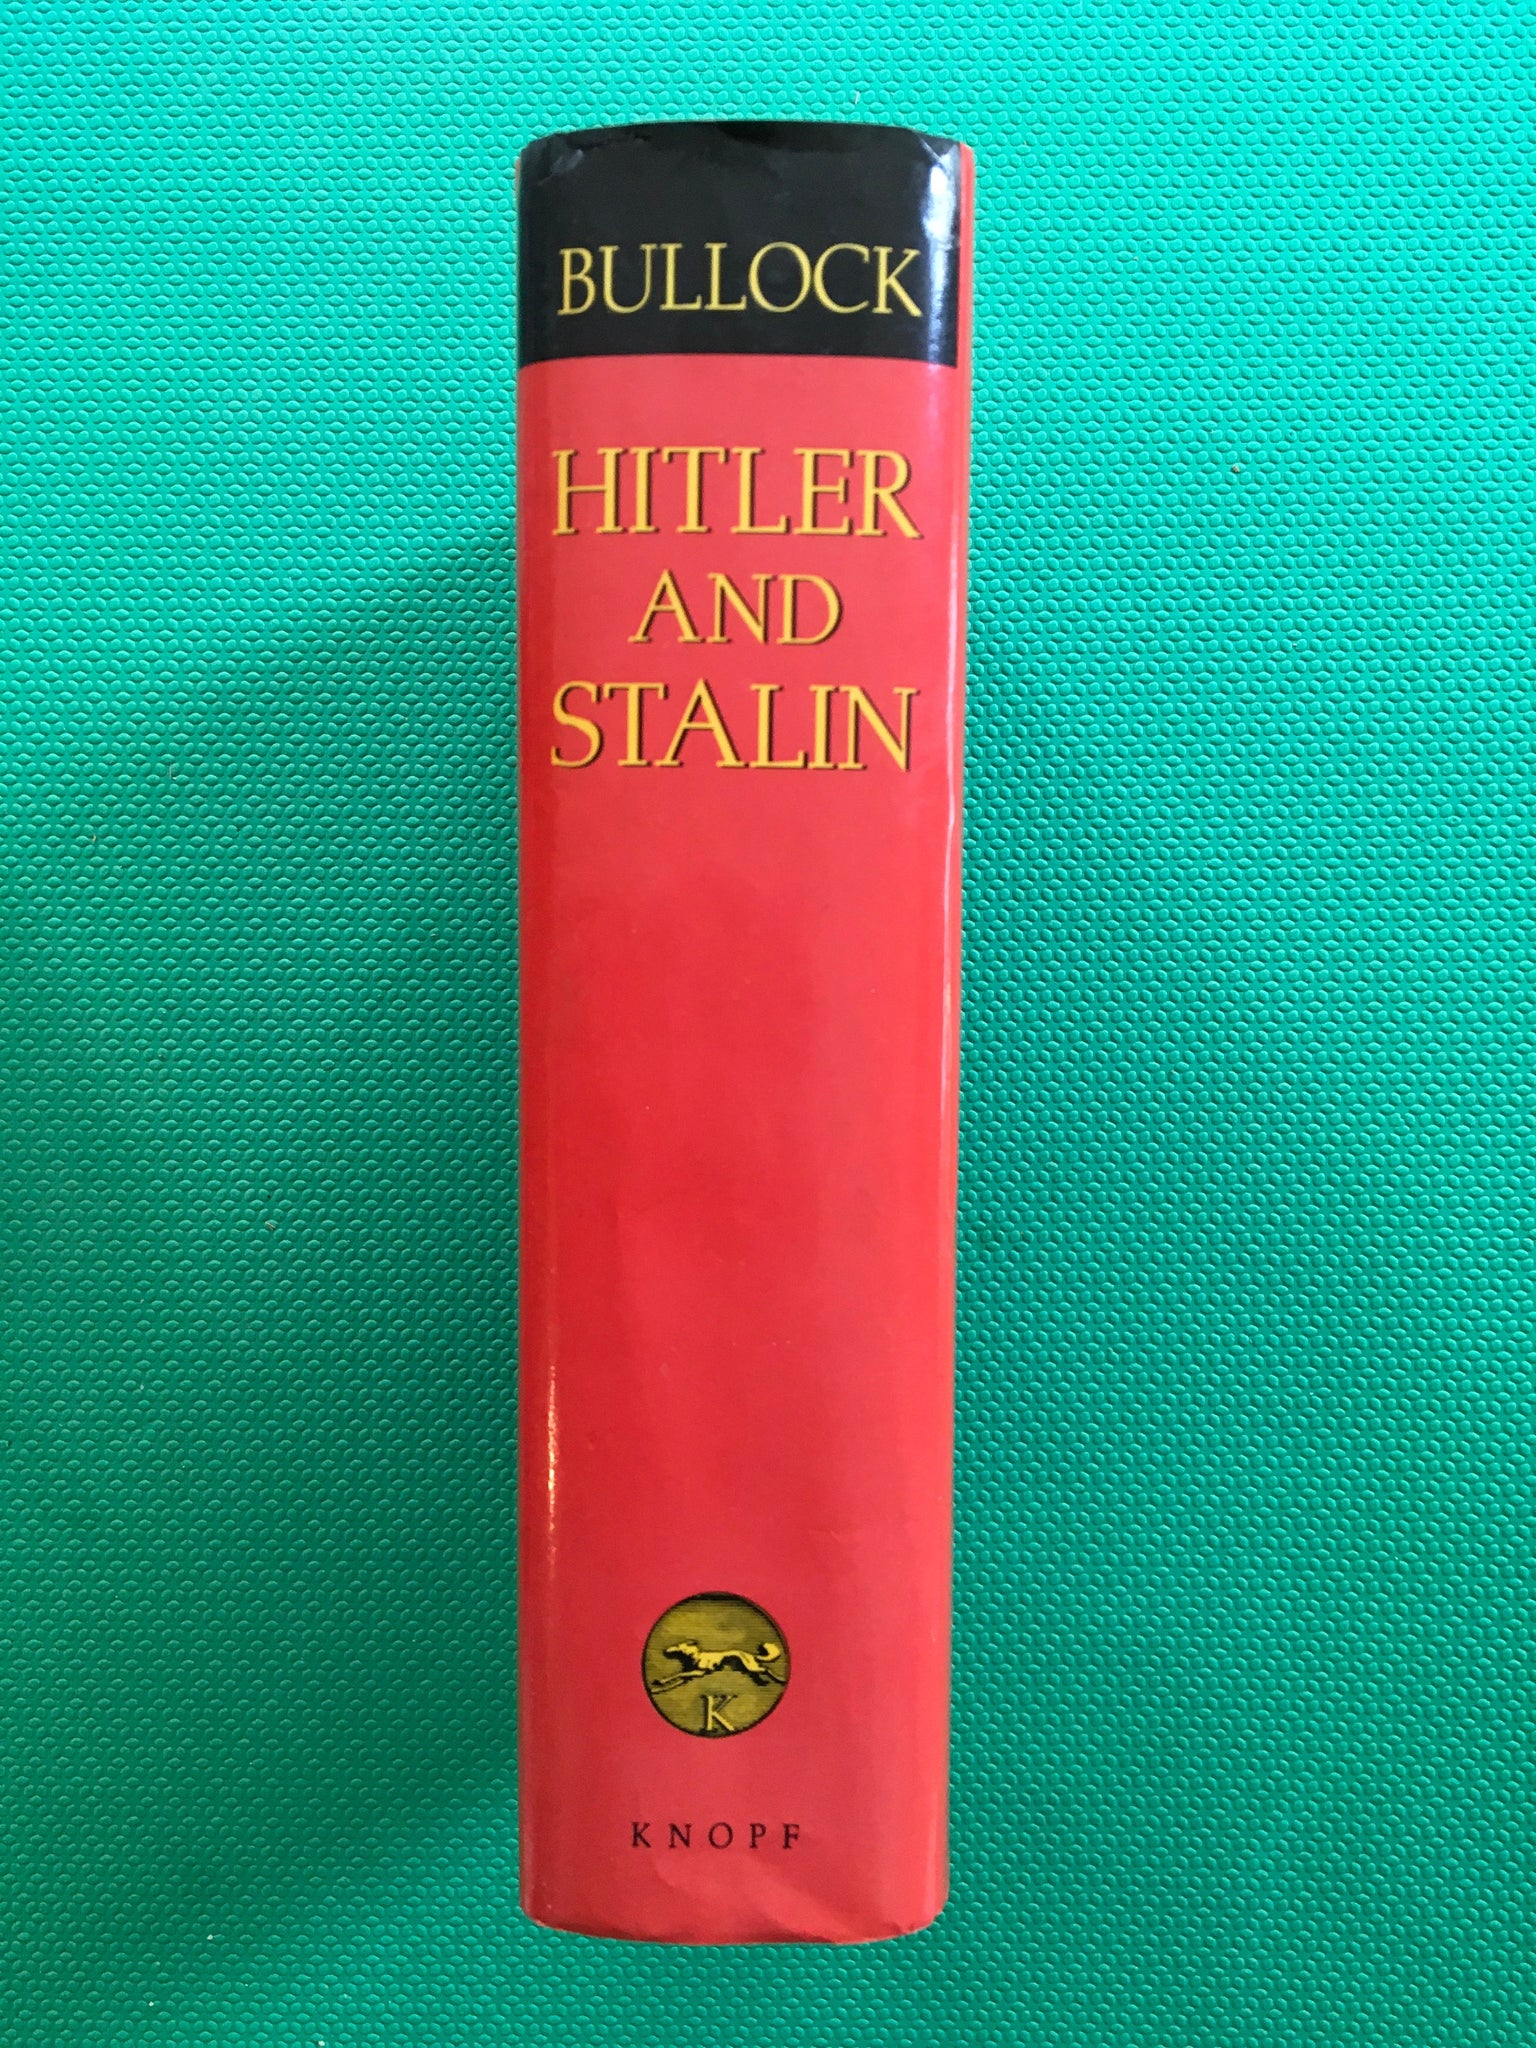 BULLOCK
HITLER
AND
STALIN
K
KNOPF